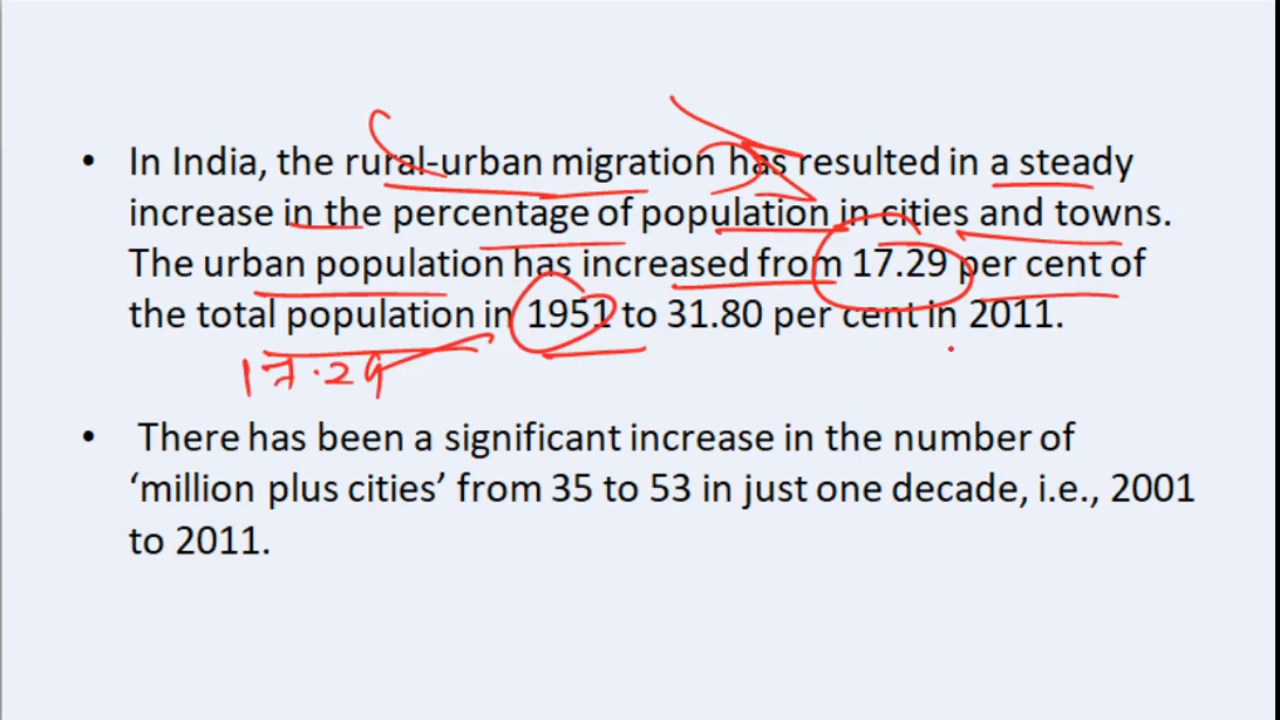 • In India, the rural-urban migration has resulted in a steady
increase in the percentage of population in cities and towns.
The urban population has increased from 17.29 per cent of
the total population in 1951 to 31.80 per cent in 2011.
17.29
• There has been a significant increase in the number of
‘million plus cities’ from 35 to 53 in just one decade, i.e., 2001
to 2011.